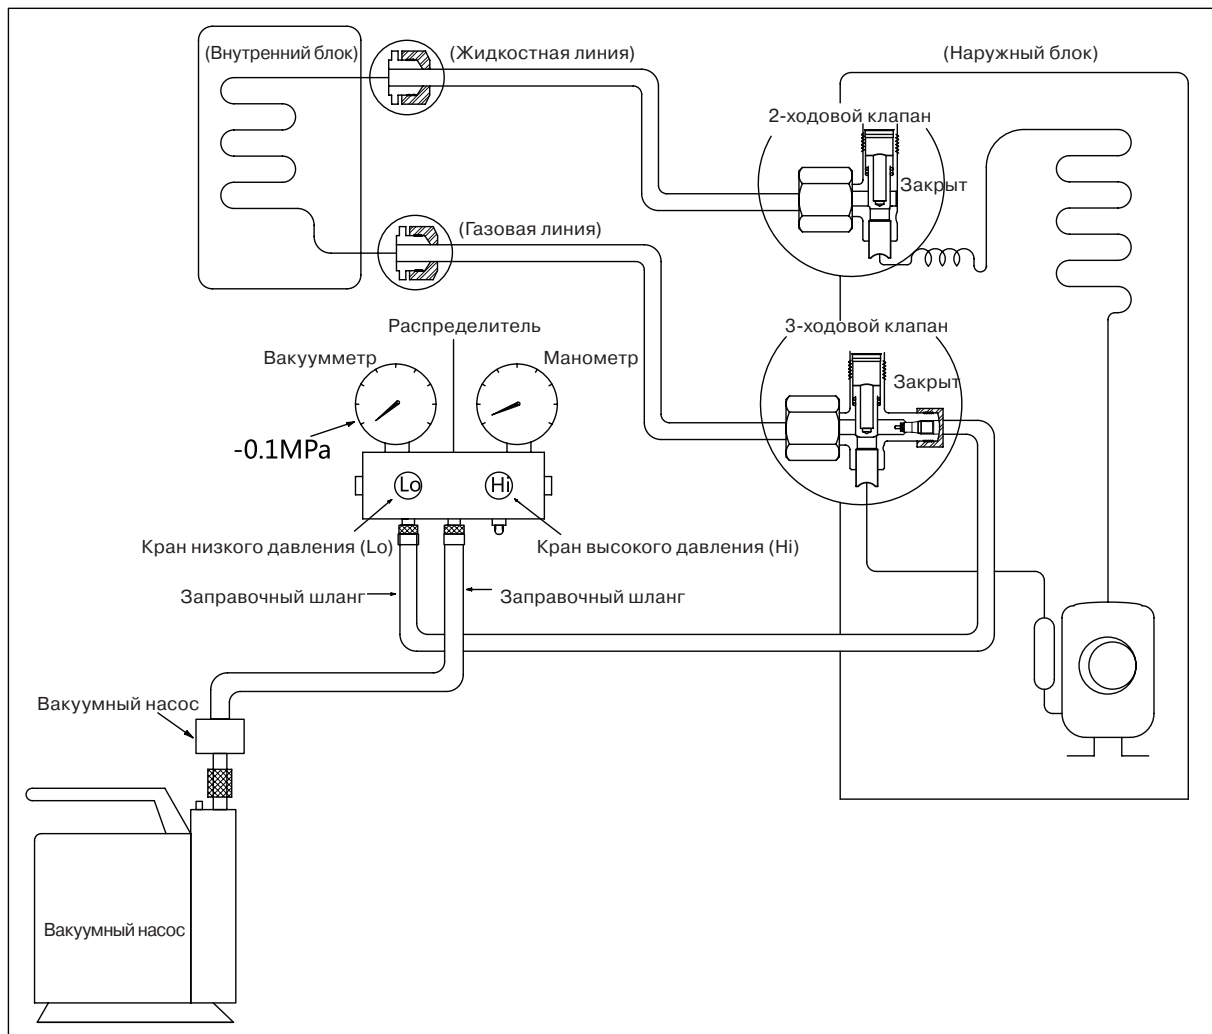 (Внутренний блок)
(Жидкостная линия)
(Наружный блок)
2-ходовой клапан
Закрыт
(Газовая линия)
Распределитель
3-ходовой клапан
Вакуумметр
Манометр
Закрыт
-0.1MPa
Lo
Hi
Кран низкого давления (Lo)
Кран высокого давления (Hi)
Заправочный шланг
Заправочный шланг
Вакуумный насос
Вакуумный насос